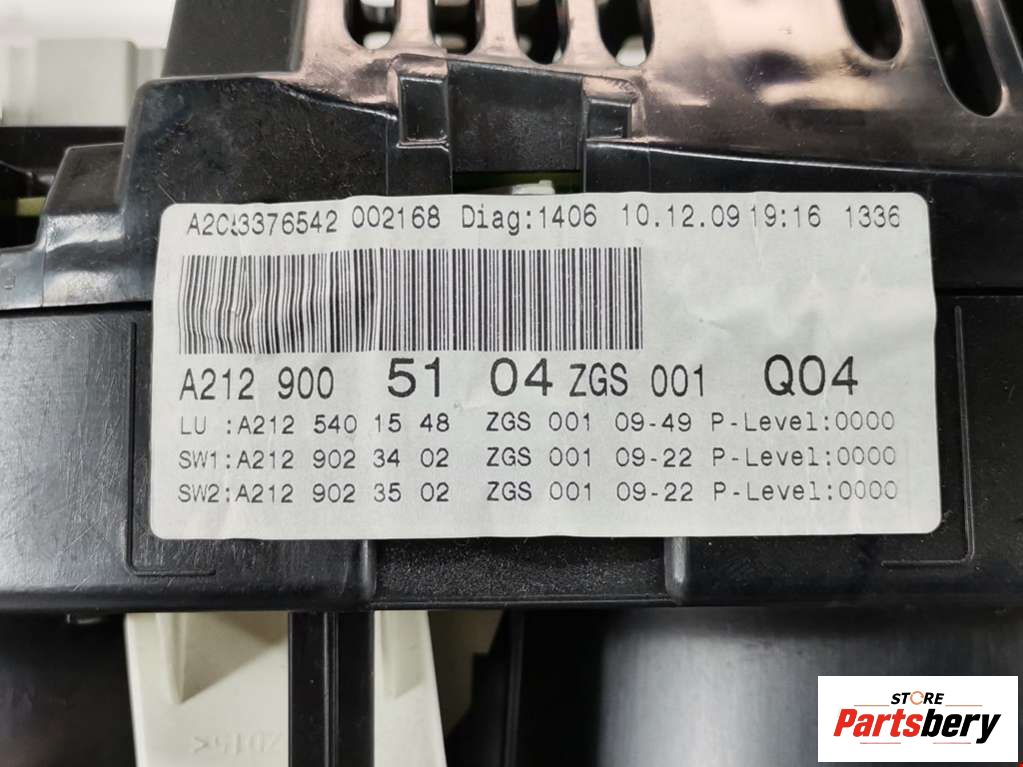 002168 Diag:1406 10.12.09 19:16 1336
A212 900 51 04 ZGS 001 Q04
LU :A212 540 15 48 ZGS 001 09-49 P-Level:0000
SW1:A212 902 34 02 ZGS 001 09-22 P-Level:0000
SW2:A212 902 35 02 ZGS 001 09-22 P-Level:0000
STORE
Partsbery